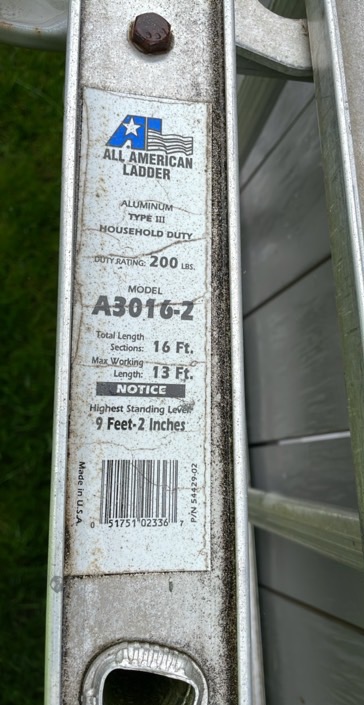 AL
ALL AMERICAN
LADDER
ALUMINUM
TYPE III
HOUSEHOLD DUTY
DUTY RATING: 200 LBS.
MODEL
A3016-2
Total Length
Sections: 16 Ft.
Max Working
Length: 13 Ft.
NOTICE
Highest Standing Level
9 Feet-2 Inches
Made in U.S.A.
0 51751 02336 7
P/N 54429-02